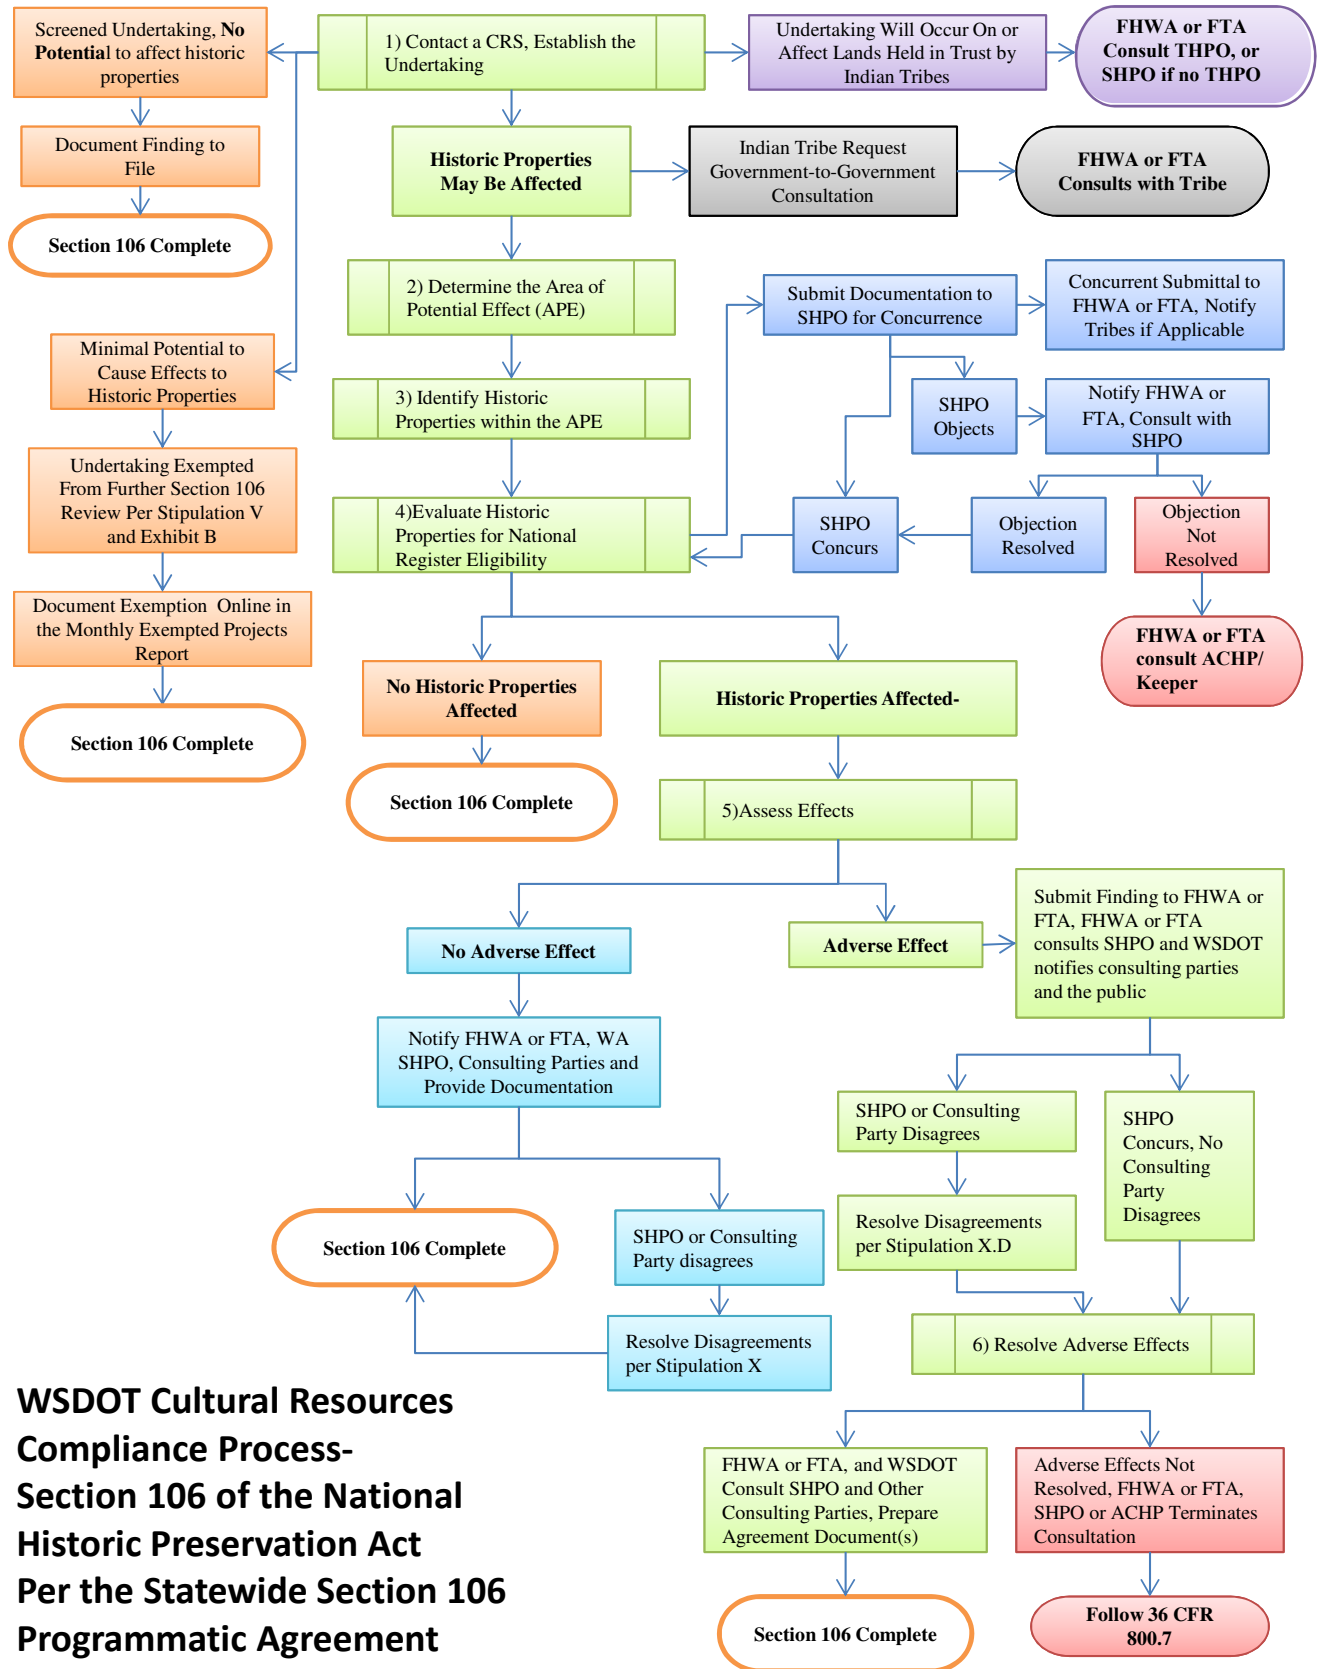 Screened Undertaking, No
Potential to affect historic
properties
1) Contact a CRS, Establish the
Undertaking
Undertaking Will Occur On or
Affect Lands Held in Trust by
Indian Tribes
FHWA or FTA
Consult THPO, or
SHPO if no THPO
Document Finding to
File
Historic Properties
May Be Affected
Indian Tribe Request
Government-to-Government
Consultation
FHWA or FTA
Consults with Tribe
Section 106 Complete
2) Determine the Area of
Potential Effect (APE)
Submit Documentation to
SHPO for Concurrence
Concurrent Submittal to
FHWA or FTA, Notify
Tribes if Applicable
Minimal Potential to
Cause Effects to
Historic Properties
3) Identify Historic
Properties within the APE
SHPO
Objects
Notify FHWA or
FTA, Consult with
SHPO
Undertaking Exempted
From Further Section 106
Review Per Stipulation V
and Exhibit B
4)Evaluate Historic
Properties for National
Register Eligibility
SHPO
Concurs
Objection
Resolved
Objection
Not
Resolved
Document Exemption Online in
the Monthly Exempted Projects
Report
FHWA or FTA
consult ACHP/
Keeper
No Historic Properties
Affected
Historic Properties Affected-
Section 106 Complete
Section 106 Complete
5)Assess Effects
No Adverse Effect
Adverse Effect
Submit Finding to FHWA or
FTA, FHWA or FTA
consults SHPO and WSDOT
notifies consulting parties
and the public
Notify FHWA or FTA, WA
SHPO, Consulting Parties and
Provide Documentation
SHPO or Consulting
Party Disagrees
SHPO
Concurs, No
Consulting
Party
Disagrees
Section 106 Complete
SHPO or Consulting
Party disagrees
Resolve Disagreements
per Stipulation X.D
Resolve Disagreements
per Stipulation X
6) Resolve Adverse Effects
WSDOT Cultural Resources
Compliance Process-
Section 106 of the National
Historic Preservation Act
Per the Statewide Section 106
Programmatic Agreement
FHWA or FTA, and WSDOT
Consult SHPO and Other
Consulting Parties, Prepare
Agreement Document(s)
Adverse Effects Not
Resolved, FHWA or FTA,
SHPO or ACHP Terminates
Consultation
Section 106 Complete
Follow 36 CFR
800.7